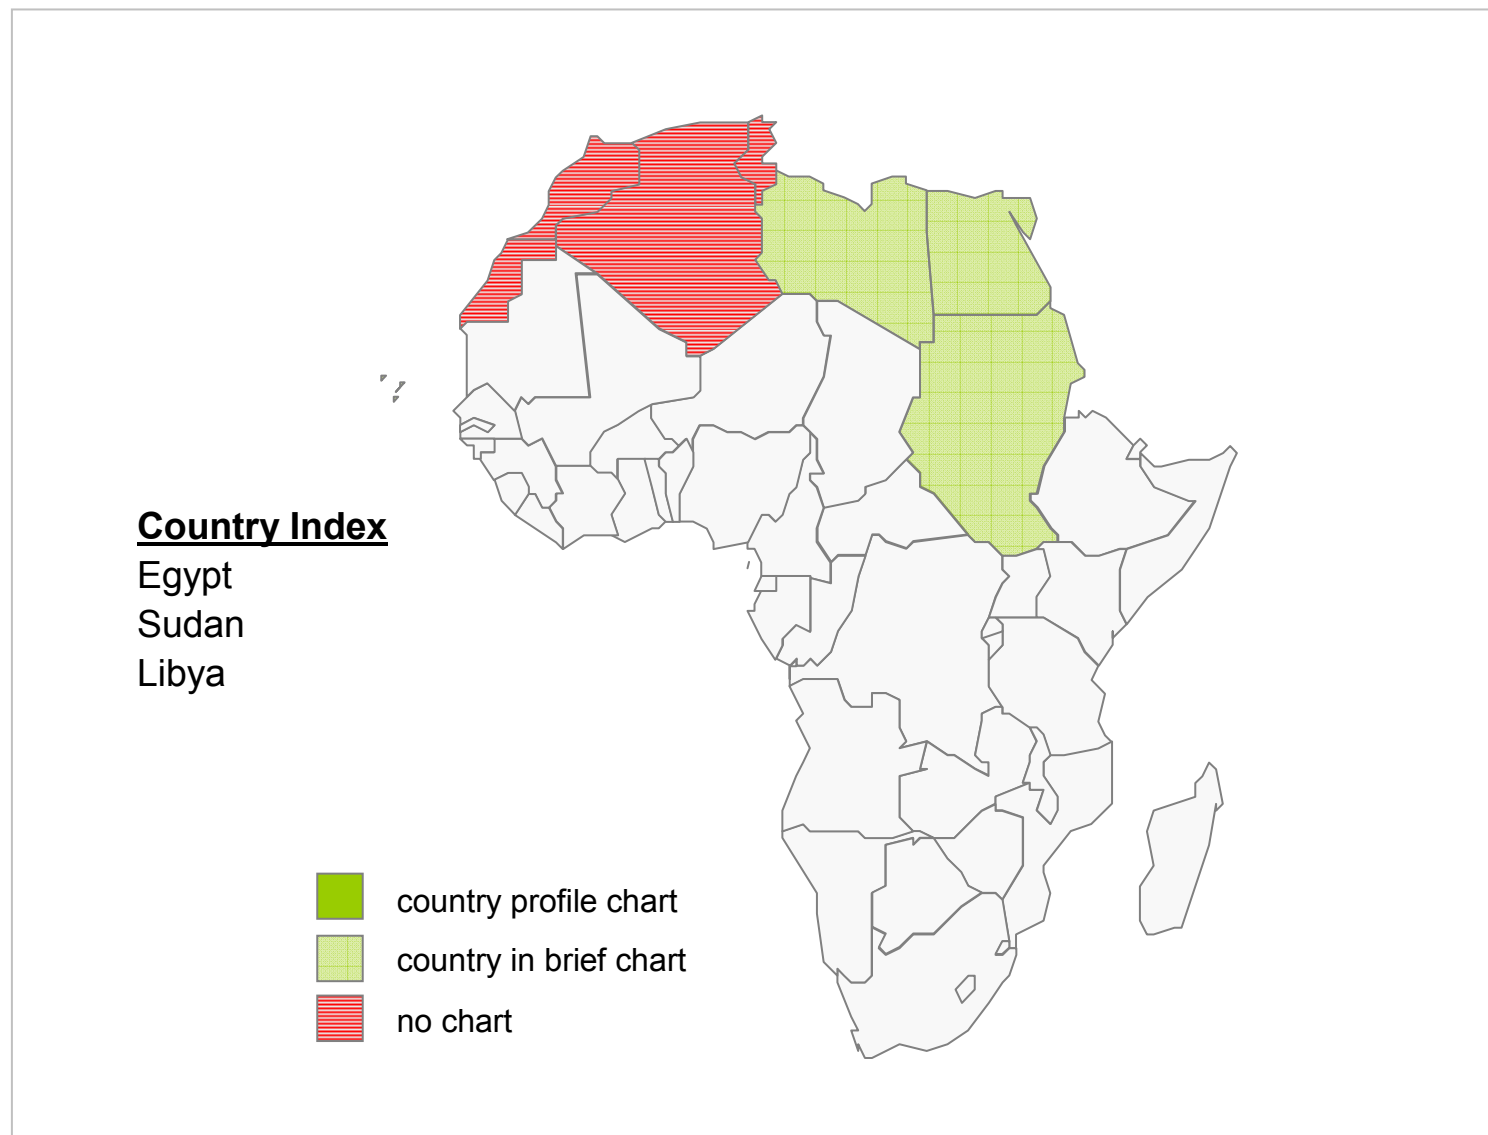 Country Index
Egypt
Sudan
Libya
country profile chart
country in brief chart
no chart